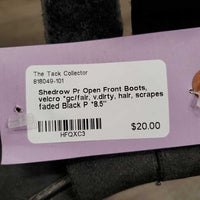 The Tack Collector
818049-101
Shedrow Pr Open Front Boots,
velcro *gc/fair, v.dirty, hair, scrapes
faded Black P *8.5"
HFQXC3
$20.00